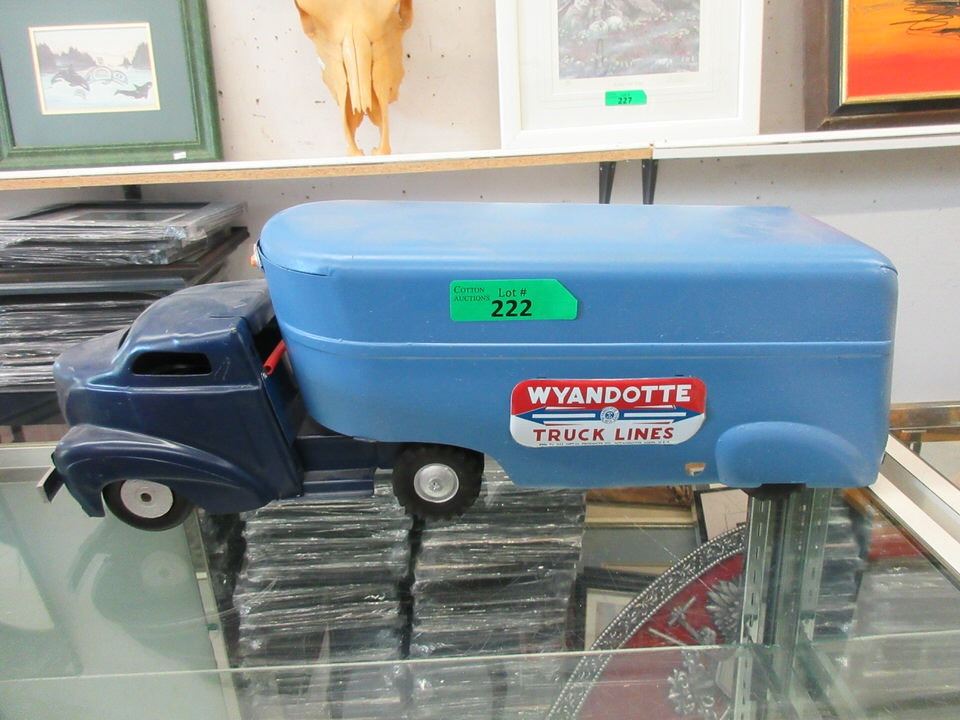 227
COTTON
AUCTIONS
Lot #
222
WYANDOTTE
TRUCK LINES